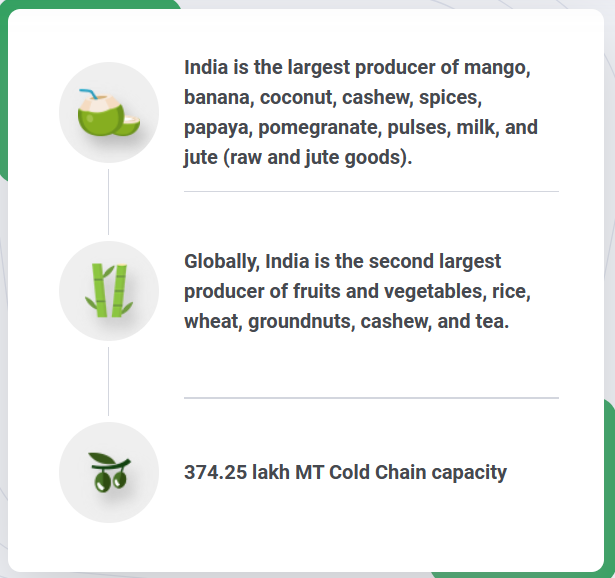 India is the largest producer of mango,
banana, coconut, cashew, spices,
papaya, pomegranate, pulses, milk, and
jute (raw and jute goods).
Globally, India is the second largest
producer of fruits and vegetables, rice,
wheat, groundnuts, cashew, and tea.
374.25 lakh MT Cold Chain capacity